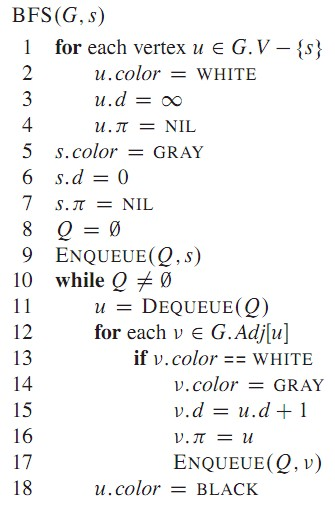 BFS(G, s)
1 for each vertex u ∈ G.V − {s}
2 u.color = WHITE
3 u.d = ∞
4 u.π = NIL
5 s.color = GRAY
6 s.d = 0
7 s.π = NIL
8 Q = Ø
9 ENQUEUE(Q, s)
10 while Q ≠ Ø
11 u = DEQUEUE(Q)
12 for each v ∈ G.Adj[u]
13 if v.color == WHITE
14 v.color = GRAY
15 v.d = u.d + 1
16 v.π = u
17 ENQUEUE(Q, v)
18 u.color = BLACK